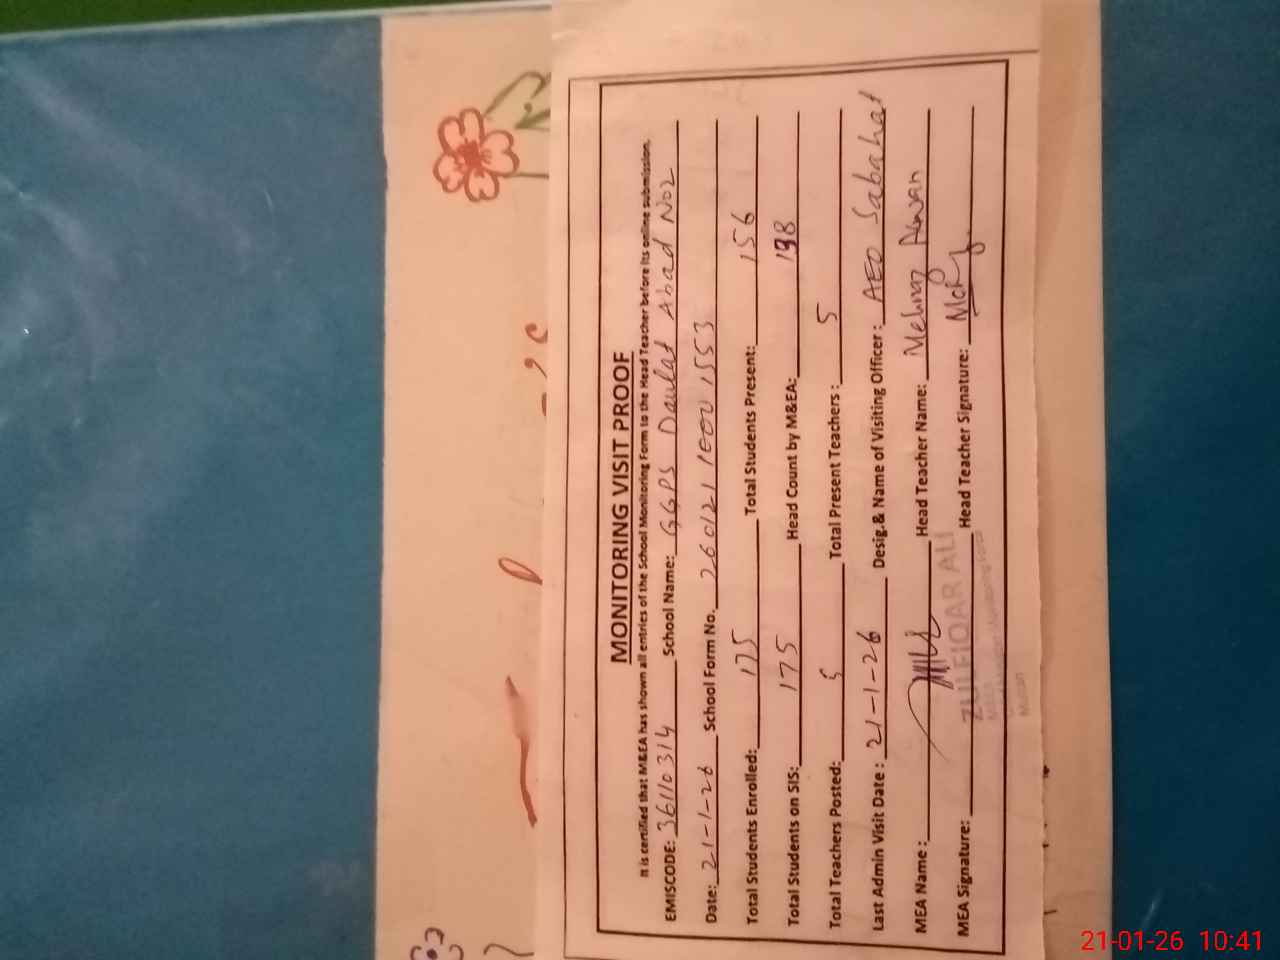 MONITORING VISIT PROOF
It is certified that M&EA has shown all entries of the School Monitoring Form to the Head Teacher before its online submission.
EMISCODE: 36110314 School Name: GGPS Daulat Abad No2
Date: 21-1-26 School Form No. 260121 1553
Total Students Enrolled: 175 Total Students Present: 156
Total Students on SIS: 175 Head Count by M&EA: 198
Total Teachers Posted: 5 Total Present Teachers : 5
Last Admin Visit Date : 21-1-26 Desig.& Name of Visiting Officer : AEO Sabahat
MEA Name : Head Teacher Name: Mehnaz Awan
MEA Signature: Head Teacher Signature:
ZULFIQAR ALI
Multan
21-01-26 10:41